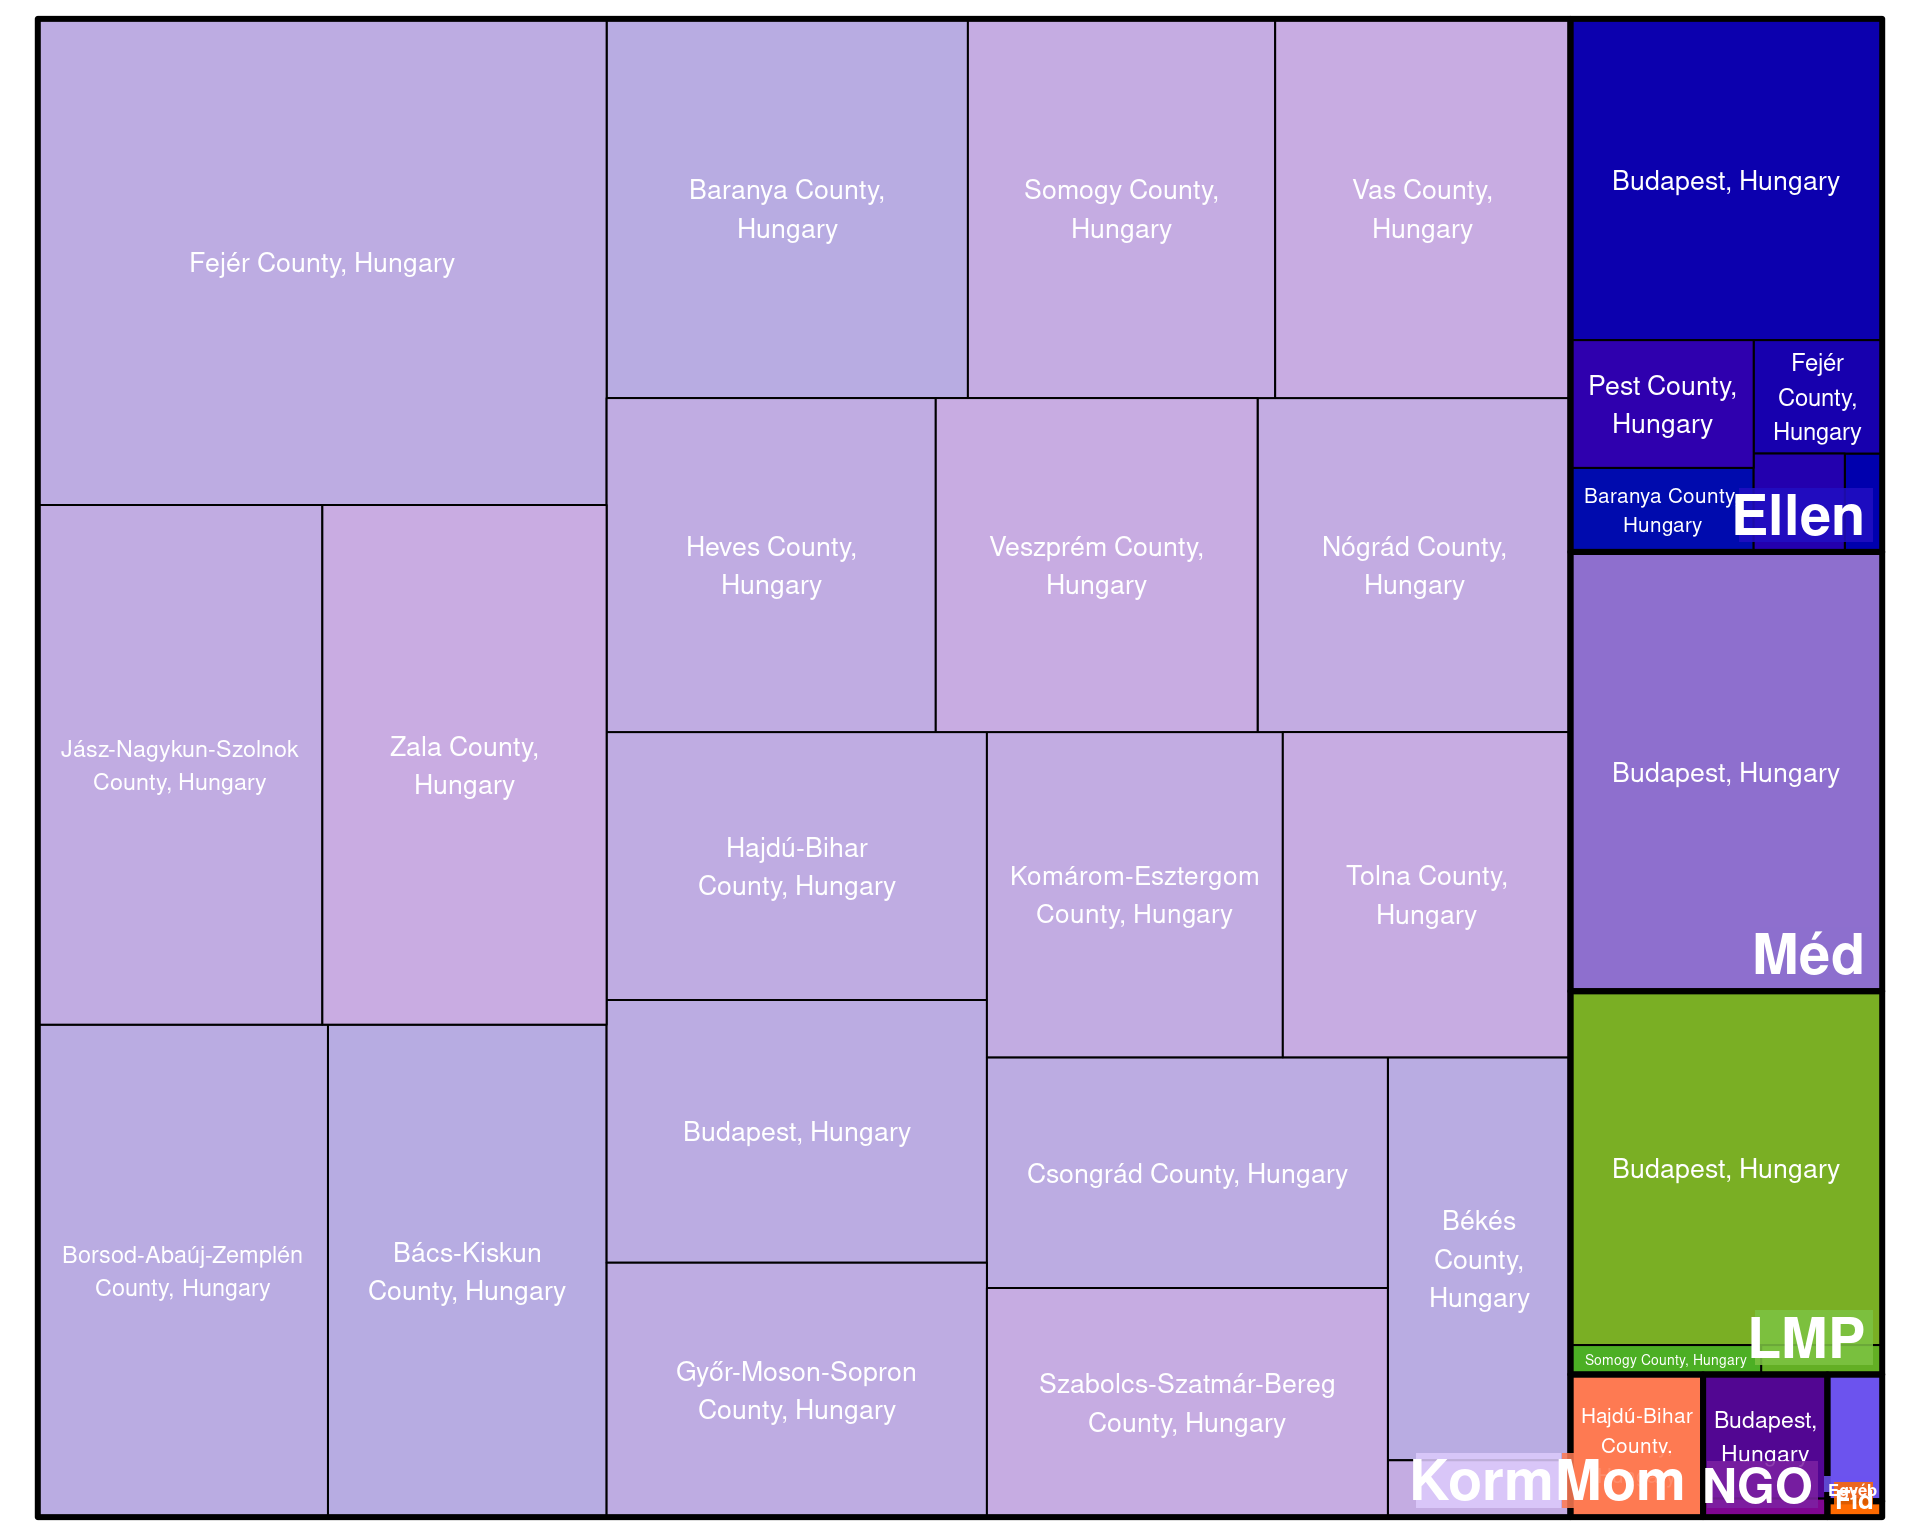 Fejér County, Hungary
Baranya County,
Hungary
Somogy County,
Hungary
Vas County,
Hungary
Jász-Nagykun-Szolnok
County, Hungary
Zala County,
Hungary
Heves County,
Hungary
Veszprém County,
Hungary
Nógrád County,
Hungary
Hajdú-Bihar
County, Hungary
Komárom-Esztergom
County, Hungary
Tolna County,
Hungary
Borsod-Abaúj-Zemplén
County, Hungary
Bács-Kiskun
County, Hungary
Budapest, Hungary
Csongrád County, Hungary
Békés
County,
Hungary
Győr-Moson-Sopron
County, Hungary
Szabolcs-Szatmár-Bereg
County, Hungary
Korm
Budapest, Hungary
Pest County,
Hungary
Fejér
County,
Hungary
Baranya County
Hungary
Ellen
Budapest, Hungary
Méd
Budapest, Hungary
Somogy County, Hungary
LMP
Hajdú-Bihar
County.
Mom
Budapest,
Hungary
NGO
Egyéb
Fid